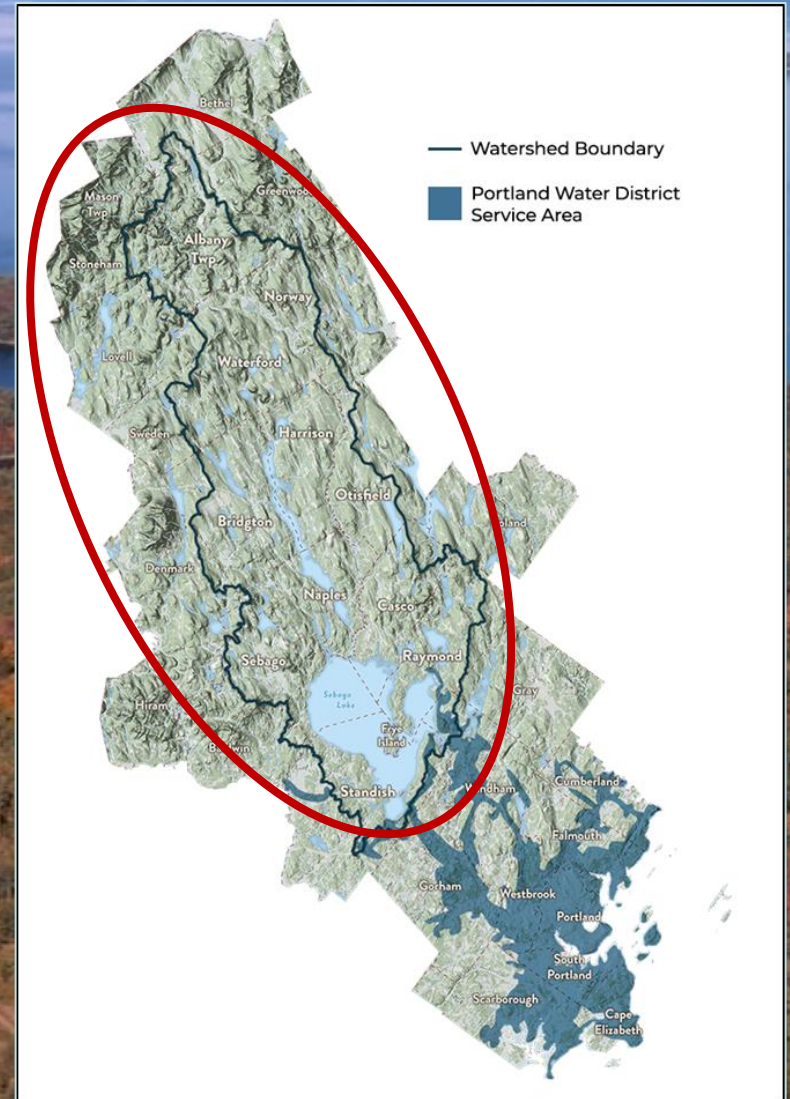 Bethel
Watershed Boundary
Portland Water District
Service Area
Mason
Twp
Albany
Twp
Stoneham
Norway
Lovell
Waterford
Sweden
Harrison
Otisfield
Bridgton
Denmark
Naples
Casco
Sebago
Raymond
Sebago
Lake
Gray
Hiram
Frye
Island
Standish
Cumberland
Falmouth
Gorham
Westbrook
Portland
South
Portland
Scarborough
Cape
Elizabeth